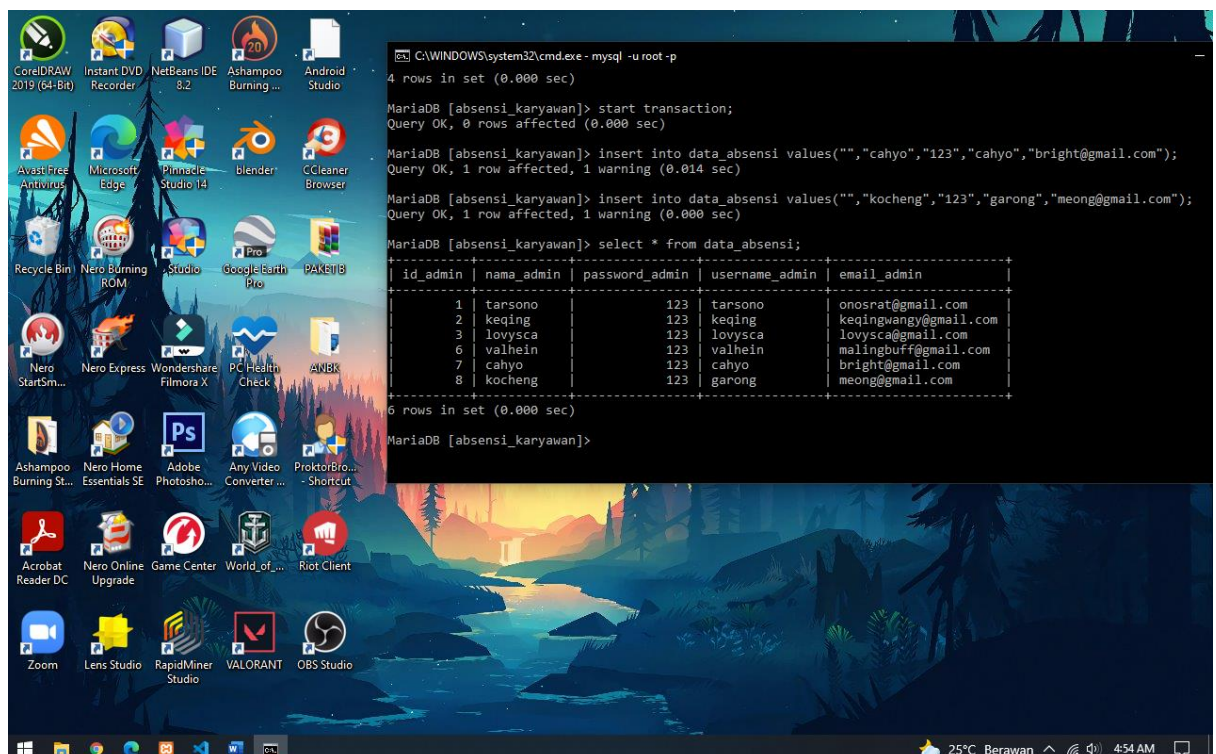 CorelDRAW 2019 (64-Bit)
Instant DVD Recorder
NetBeans IDE 8.2
Ashampoo Burning ...
Android Studio
Avast Free Antivirus
Microsoft Edge
Pinnacle Studio 14
blender
CCleaner Browser
Recycle Bin
Nero Burning ROM
Studio
Pro
Google Earth Pro
PAKET B
Nero StartSm...
Nero Express
Wondershare Filmora X
PC Health Check
ANBK
Ashampoo Burning St...
Nero Home Essentials SE
Ps
Adobe Photosho...
Any Video Converter ...
ProktorBro... - Shortcut
Acrobat Reader DC
Nero Online Upgrade
Game Center
World_of_...
Riot Client
Zoom
Lens Studio
RapidMiner Studio
VALORANT
OBS Studio
C:\WINDOWS\system32\cmd.exe - mysql -u root -p
4 rows in set (0.000 sec)
MariaDB [absensi_karyawan]> start transaction;
Query OK, 0 rows affected (0.000 sec)
MariaDB [absensi_karyawan]> insert into data_absensi values("","cahyo","123","cahyo","bright@gmail.com");
Query OK, 1 row affected, 1 warning (0.014 sec)
MariaDB [absensi_karyawan]> insert into data_absensi values("","kocheng","123","garong","meong@gmail.com");
Query OK, 1 row affected, 1 warning (0.000 sec)
MariaDB [absensi_karyawan]> select * from data_absensi;
| id_admin | nama_admin | password_admin | username_admin | email_admin |
| 1 | tarsono | 123 | tarsono | onosrat@gmail.com |
| 2 | keqing | 123 | keqing | keqingwangy@gmail.com |
| 3 | lovysca | 123 | lovysca | lovysca@gmail.com |
| 6 | valhein | 123 | valhein | malingbuff@gmail.com |
| 7 | cahyo | 123 | cahyo | bright@gmail.com |
| 8 | kocheng | 123 | garong | meong@gmail.com |
6 rows in set (0.000 sec)
MariaDB [absensi_karyawan]>
25°C Berawan
4:54 AM